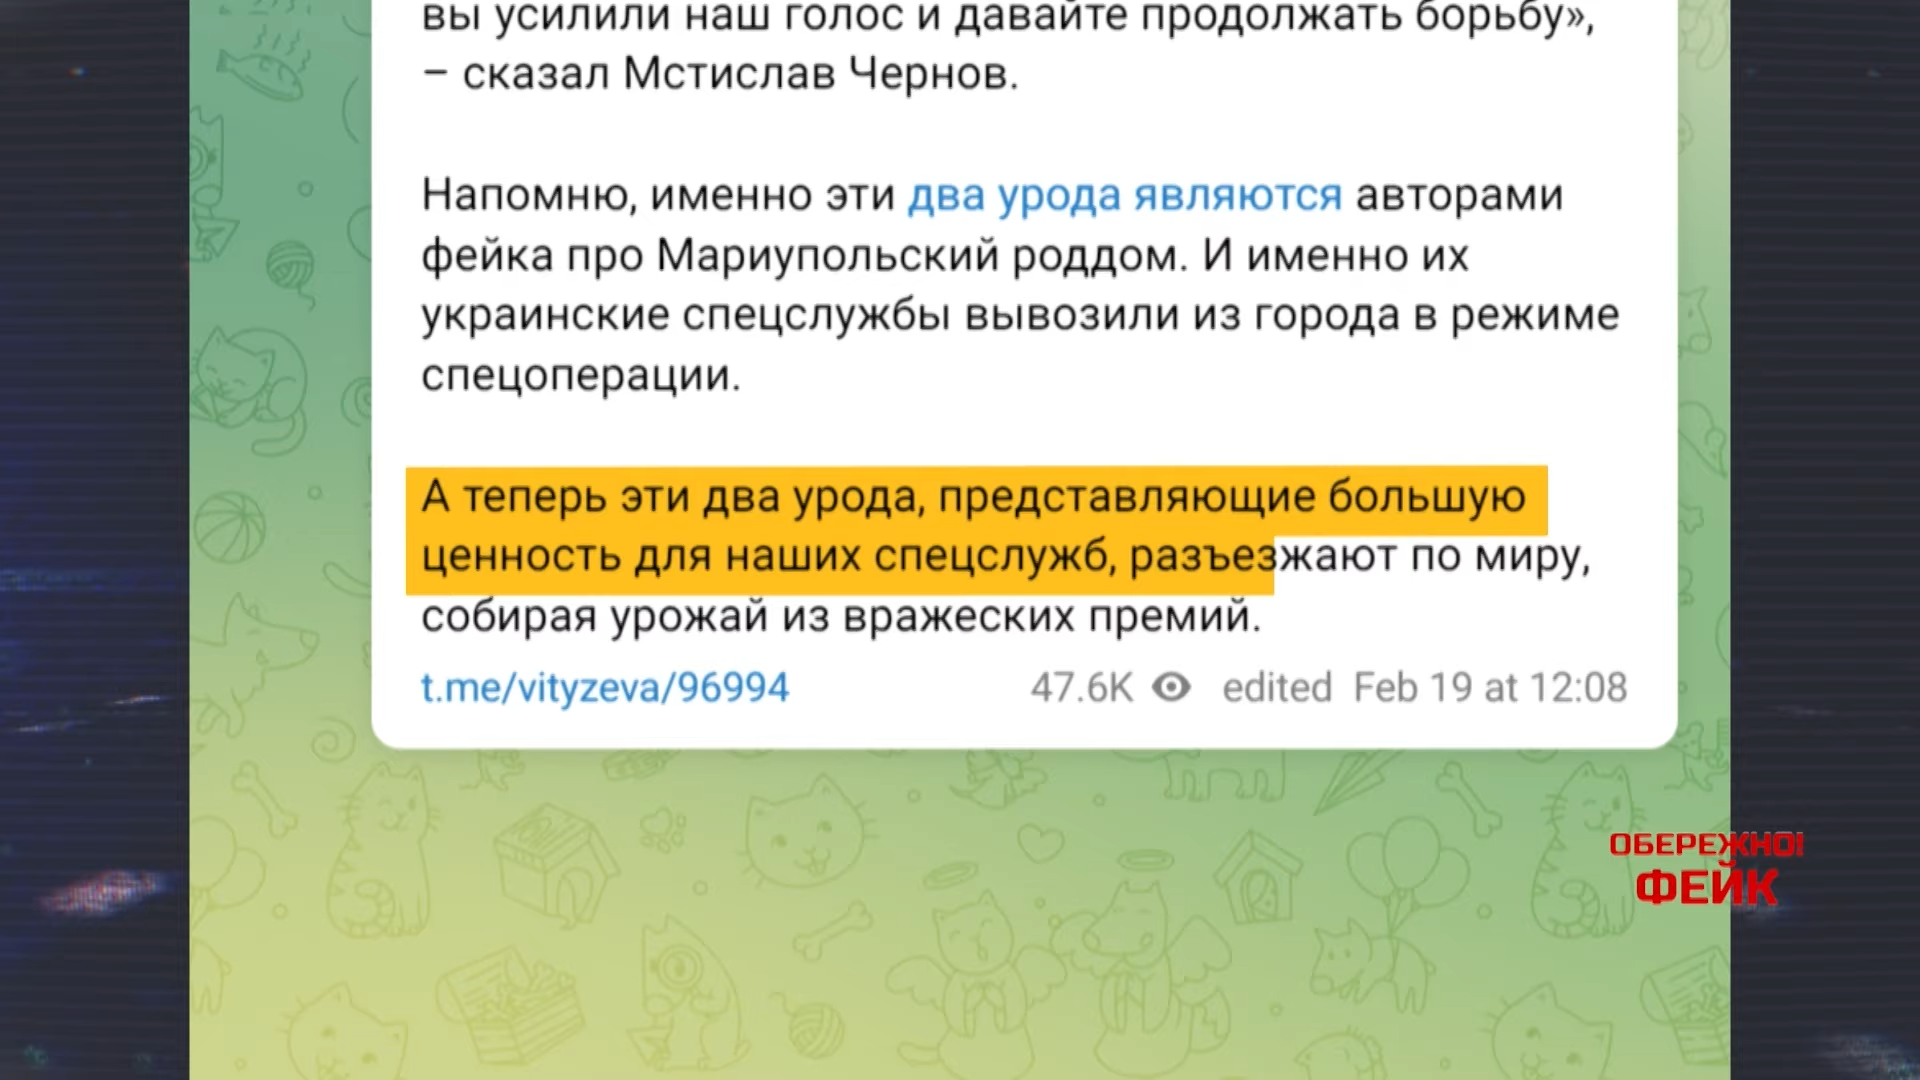 вы усилили наш голос и давайте продолжать борьбу»,
– сказал Мстислав Чернов.
Напомню, именно эти два урода являются авторами
фейка про Мариупольский роддом. И именно их
украинские спецслужбы вывозили из города в режиме
спецоперации.
А теперь эти два урода, представляющие большую
ценность для наших спецслужб, разъезжают по миру,
собирая урожай из вражеских премий.
t.me/vityzeva/96994 47.6K edited Feb 19 at 12:08
ОБЕРЕЖНО!
ФЕЙК